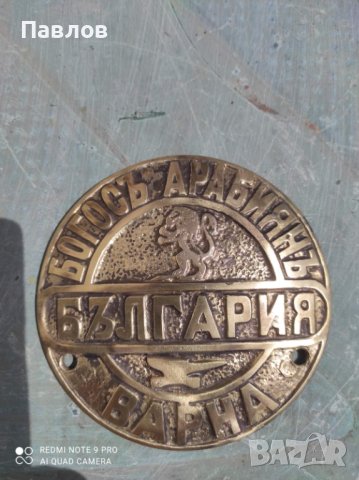 Павлов
БОГОСЪ АРАБИЯНЪ
БЪЛГАРИЯ
ВАРНА
REDMI NOTE 9 PRO
AI QUAD CAMERA
BAZAR